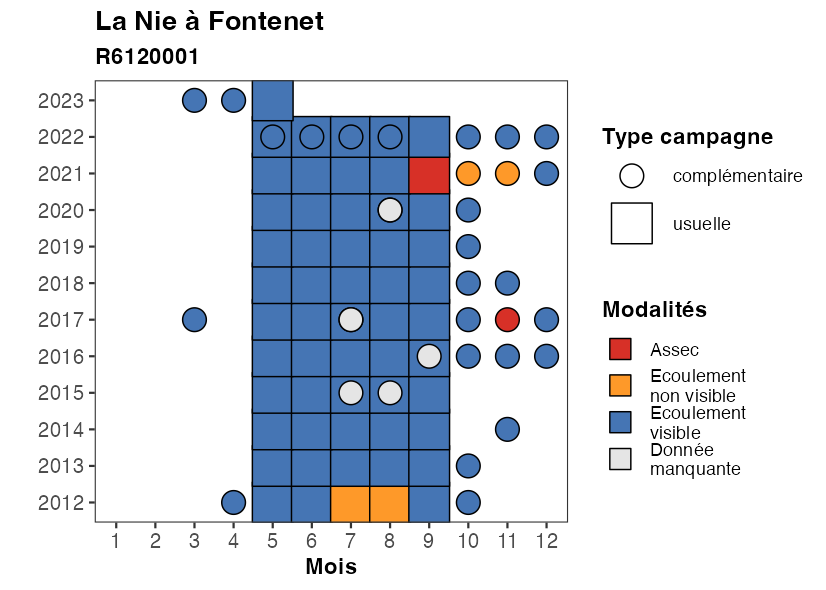 La Nie à Fontenet
R6120001
2023
2022
2021
2020
2019
2018
2017
2016
2015
2014
2013
2012
1 2 3 4 5 6 7 8 9 10 11 12
Mois
Type campagne
complémentaire
usuelle
Modalités
Assec
Ecoulement
non visible
Ecoulement
visible
Donnée
manquante